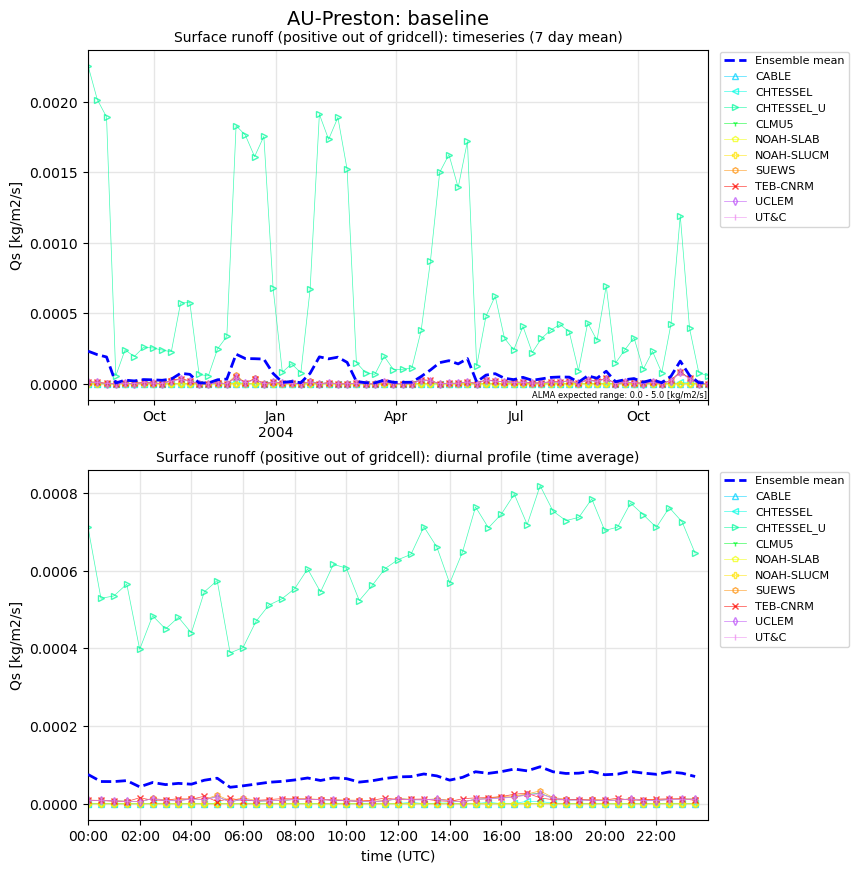 AU-Preston: baseline
Surface runoff (positive out of gridcell): timeseries (7 day mean)
Qs [kg/m2/s]
0.0020
0.0015
0.0010
0.0005
0.0000
Oct
Jan
2004
Apr
Jul
Oct
ALMA expected range: 0.0 - 5.0 [kg/m2/s]
Ensemble mean
CABLE
CHTESSEL
CHTESSEL_U
CLMU5
NOAH-SLAB
NOAH-SLUCM
SUEWS
TEB-CNRM
UCLEM
UT&C
Surface runoff (positive out of gridcell): diurnal profile (time average)
Qs [kg/m2/s]
0.0008
0.0006
0.0004
0.0002
0.0000
00:00
02:00
04:00
06:00
08:00
10:00
12:00
14:00
16:00
18:00
20:00
22:00
time (UTC)
Ensemble mean
CABLE
CHTESSEL
CHTESSEL_U
CLMU5
NOAH-SLAB
NOAH-SLUCM
SUEWS
TEB-CNRM
UCLEM
UT&C